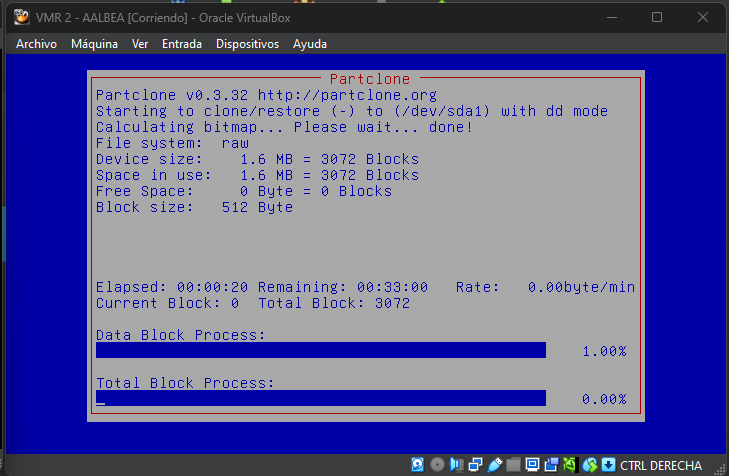 VMR 2 - AALBEA [Corriendo] - Oracle VirtualBox
Archivo Máquina Ver Entrada Dispositivos Ayuda
Partclone
Partclone v0.3.32 http://partclone.org
Starting to clone/restore (-) to (/dev/sda1) with dd mode
Calculating bitmap... Please wait... done!
File system: raw
Device size: 1.6 MB = 3072 Blocks
Space in use: 1.6 MB = 3072 Blocks
Free Space: 0 Byte = 0 Blocks
Block size: 512 Byte
Elapsed: 00:00:20 Remaining: 00:33:00 Rate: 0.00byte/min
Current Block: 0 Total Block: 3072
Data Block Process:
1.00%
Total Block Process:
0.00%
CTRL DERECHA